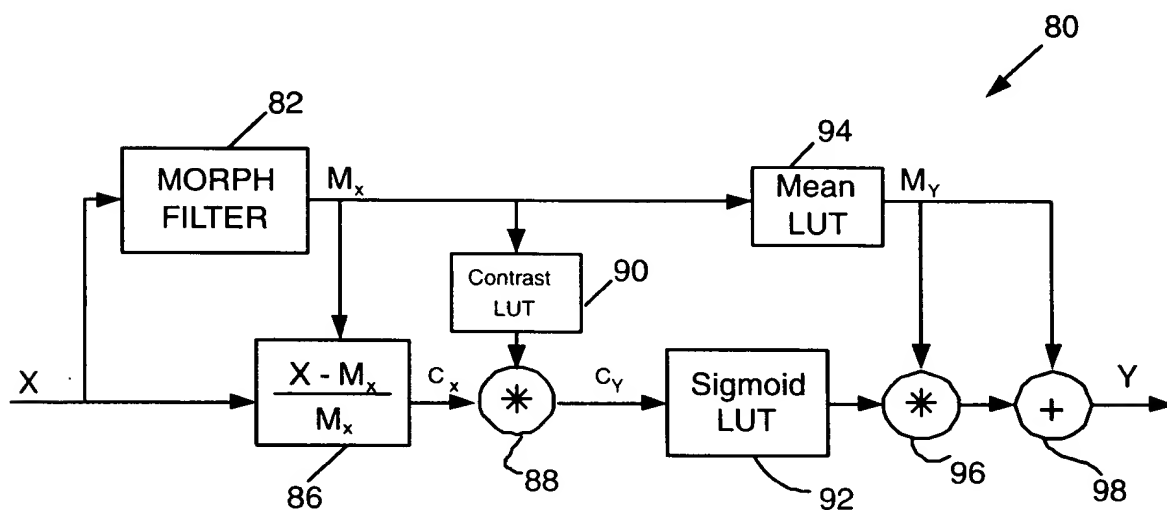 80
82
94
MORPH
FILTER
Mx
Mean
LUT
MY
Contrast
LUT
90
X
X - Mx
Mx
Cx
*
CY
Sigmoid
LUT
*
+
Y
86
88
92
96
98